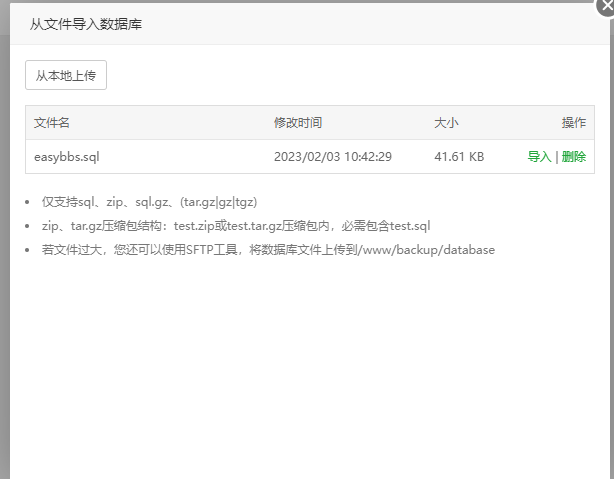 从文件导入数据库
从本地上传
文件名 修改时间 大小 操作
easybbs.sql 2023/02/03 10:42:29 41.61 KB 导入 | 删除
仅支持sql、zip、sql.gz、(tar.gz|gz|tgz)
zip、tar.gz压缩包结构：test.zip或test.tar.gz压缩包内，必需包含test.sql
若文件过大，您还可以使用SFTP工具，将数据库文件上传到/www/backup/database